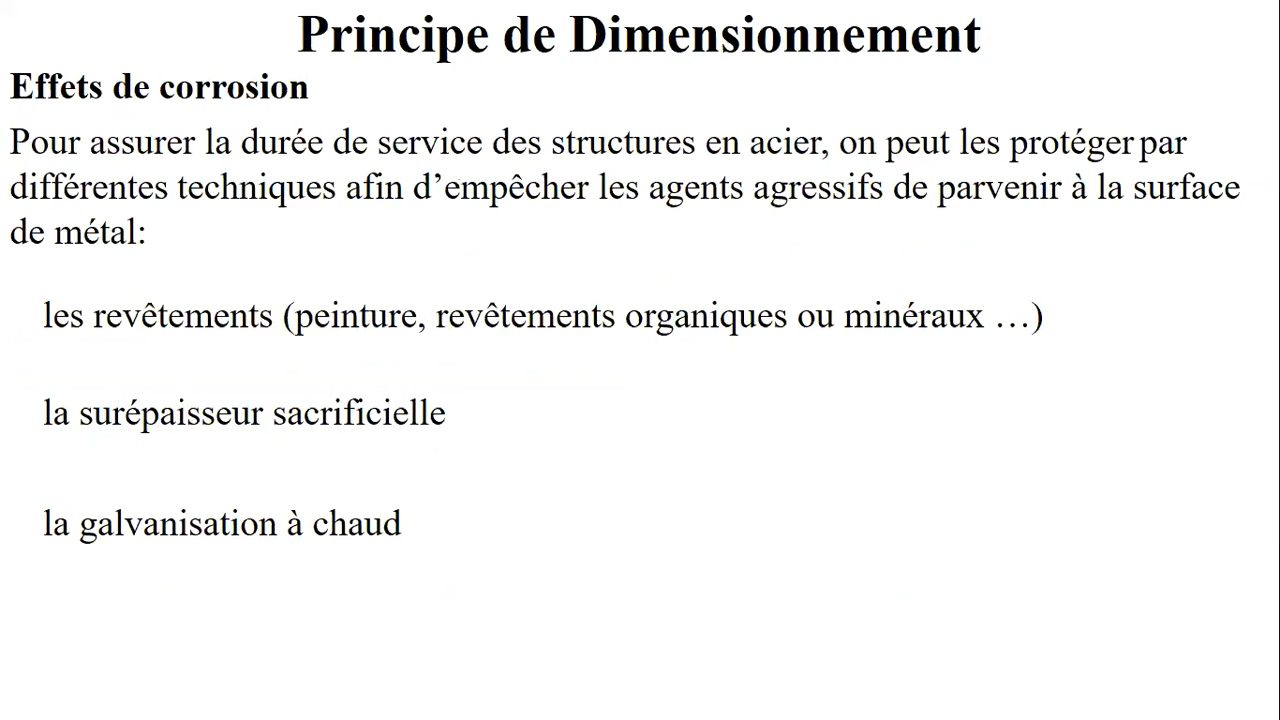 Principe de Dimensionnement
Effets de corrosion
Pour assurer la durée de service des structures en acier, on peut les protéger par
différentes techniques afin d’empêcher les agents agressifs de parvenir à la surface
de métal:
les revêtements (peinture, revêtements organiques ou minéraux …)
la surépaisseur sacrificielle
la galvanisation à chaud